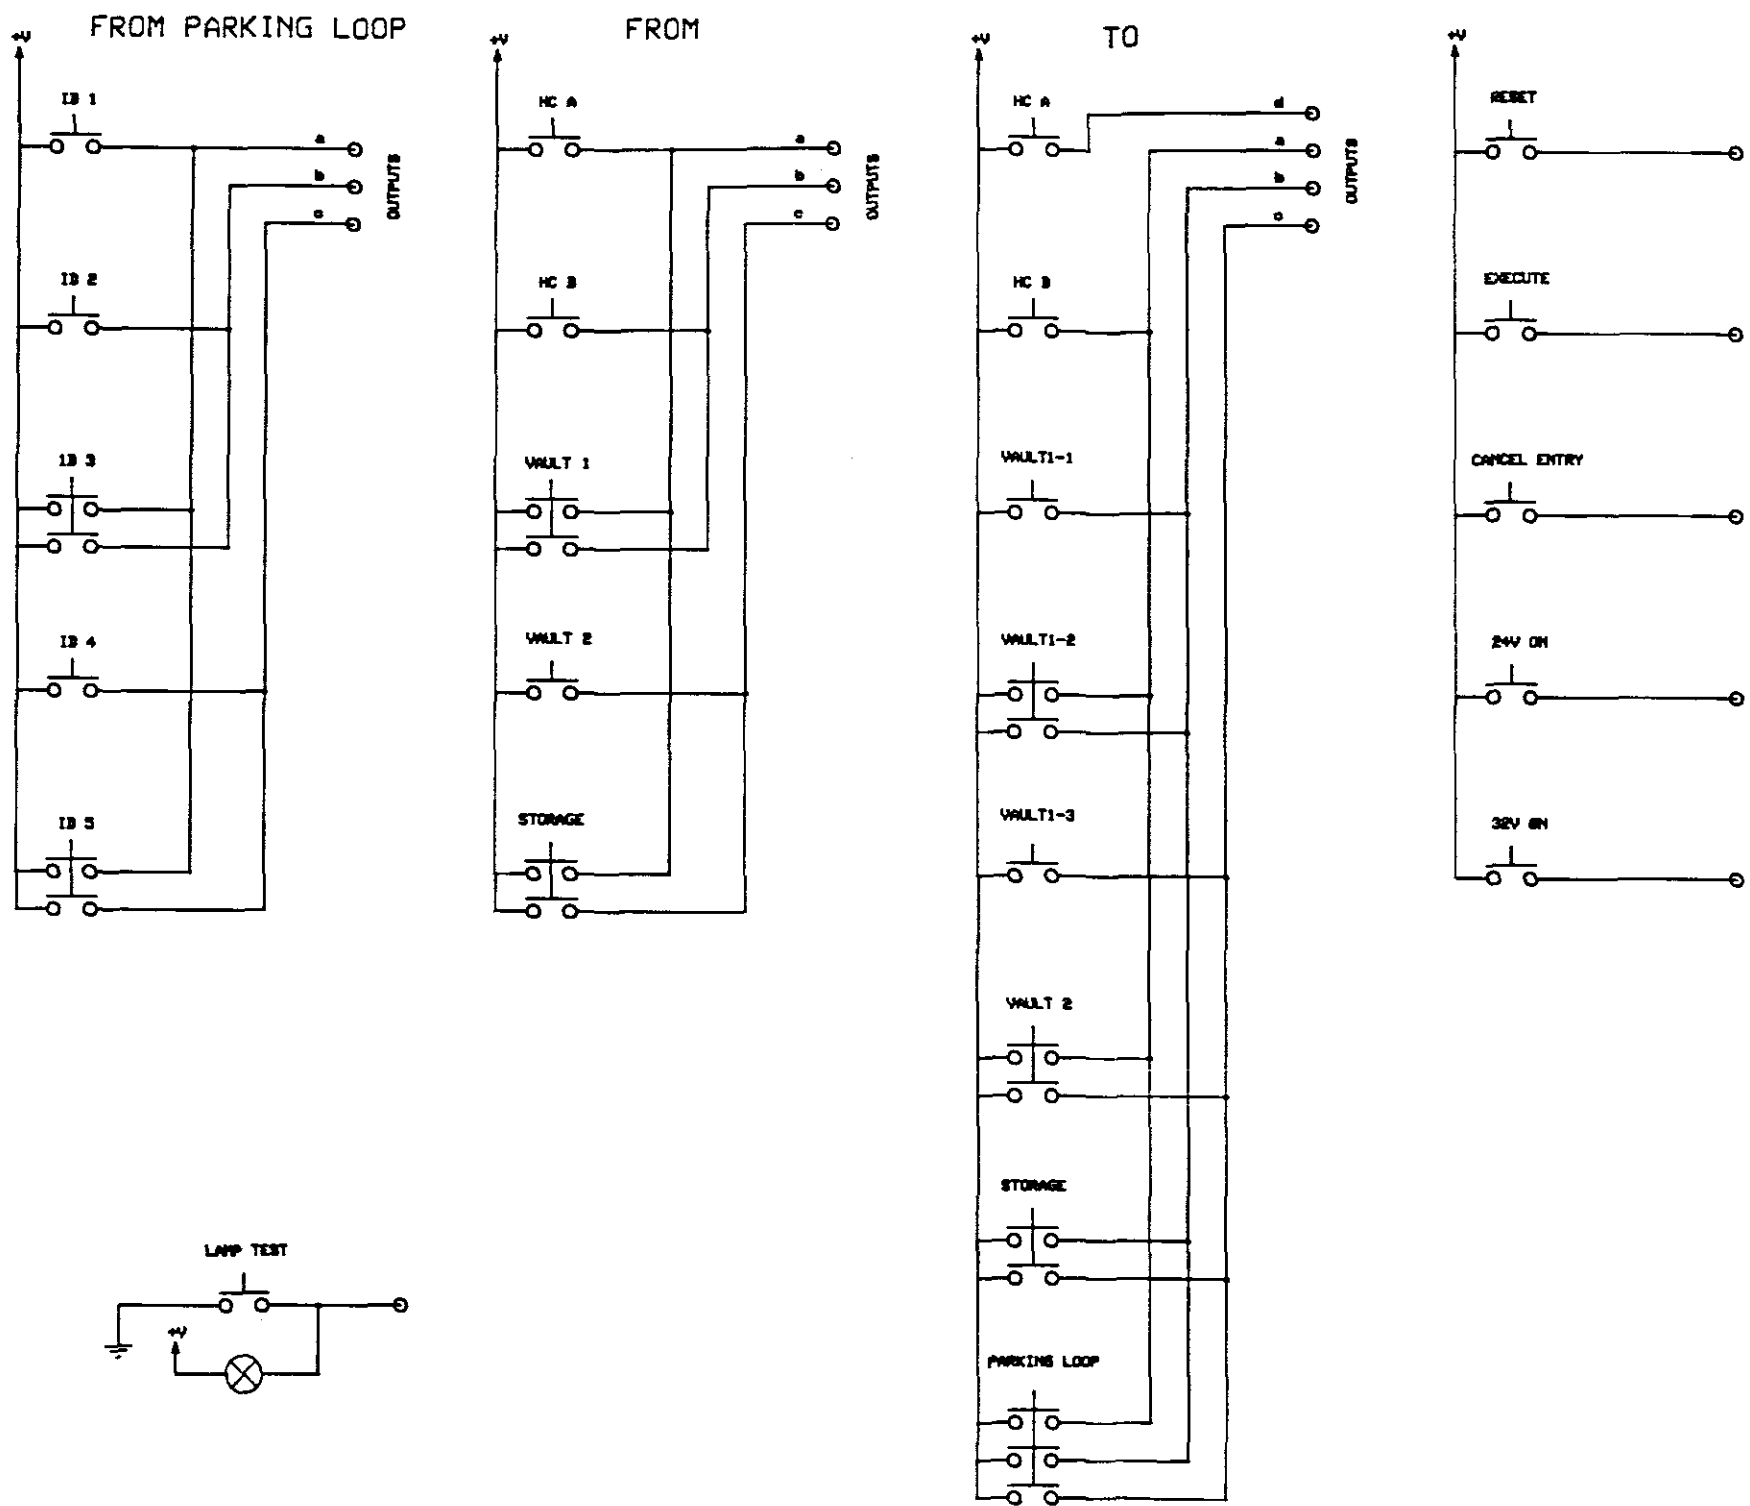 FROM PARKING LOOP
+V
ID 1
a
b
c
OUTPUTS
ID 2
ID 3
ID 4
ID 5
FROM
+V
HC A
a
b
c
OUTPUTS
HC B
VAULT 1
VAULT 2
STORAGE
TO
+V
HC A
d
a
b
c
OUTPUTS
HC B
VAULT1-1
VAULT1-2
VAULT1-3
VAULT 2
STORAGE
PARKING LOOP
+V
RESET
EXECUTE
CANCEL ENTRY
24V ON
32V ON
LAMP TEST
+V